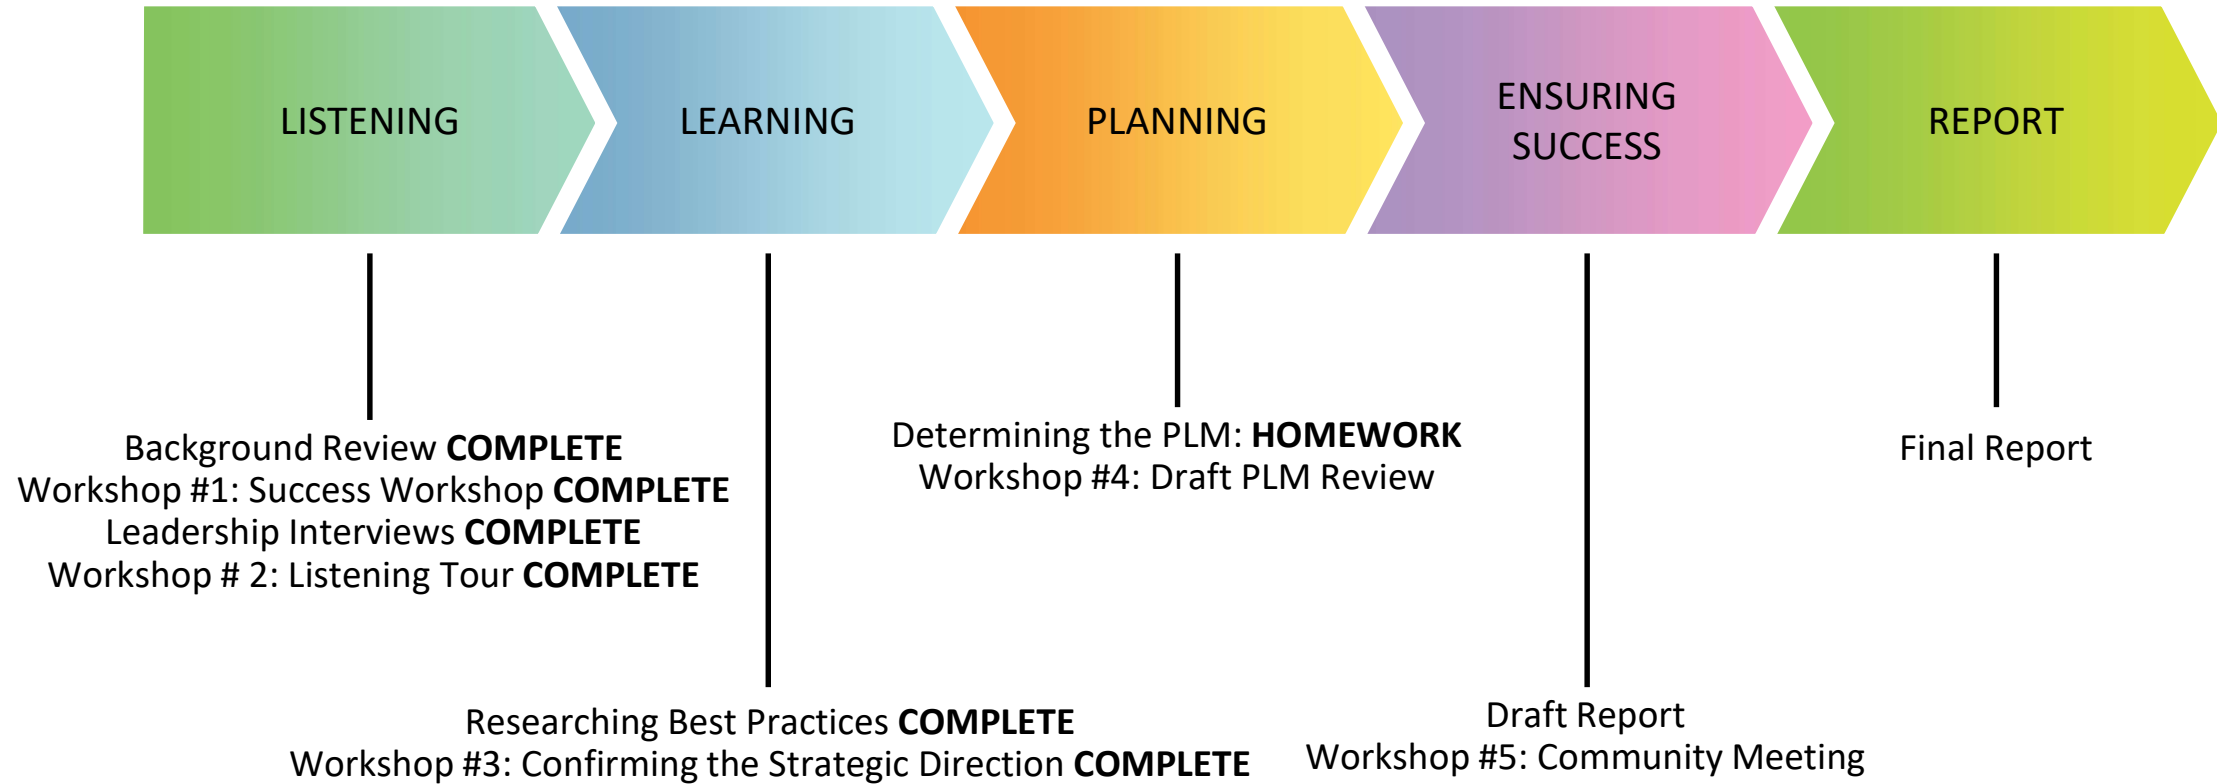 LISTENING
LEARNING
PLANNING
ENSURING
SUCCESS
REPORT
Background Review COMPLETE
Workshop #1: Success Workshop COMPLETE
Leadership Interviews COMPLETE
Workshop # 2: Listening Tour COMPLETE
Researching Best Practices COMPLETE
Workshop #3: Confirming the Strategic Direction COMPLETE
Determining the PLM: HOMEWORK
Workshop #4: Draft PLM Review
Draft Report
Workshop #5: Community Meeting
Final Report